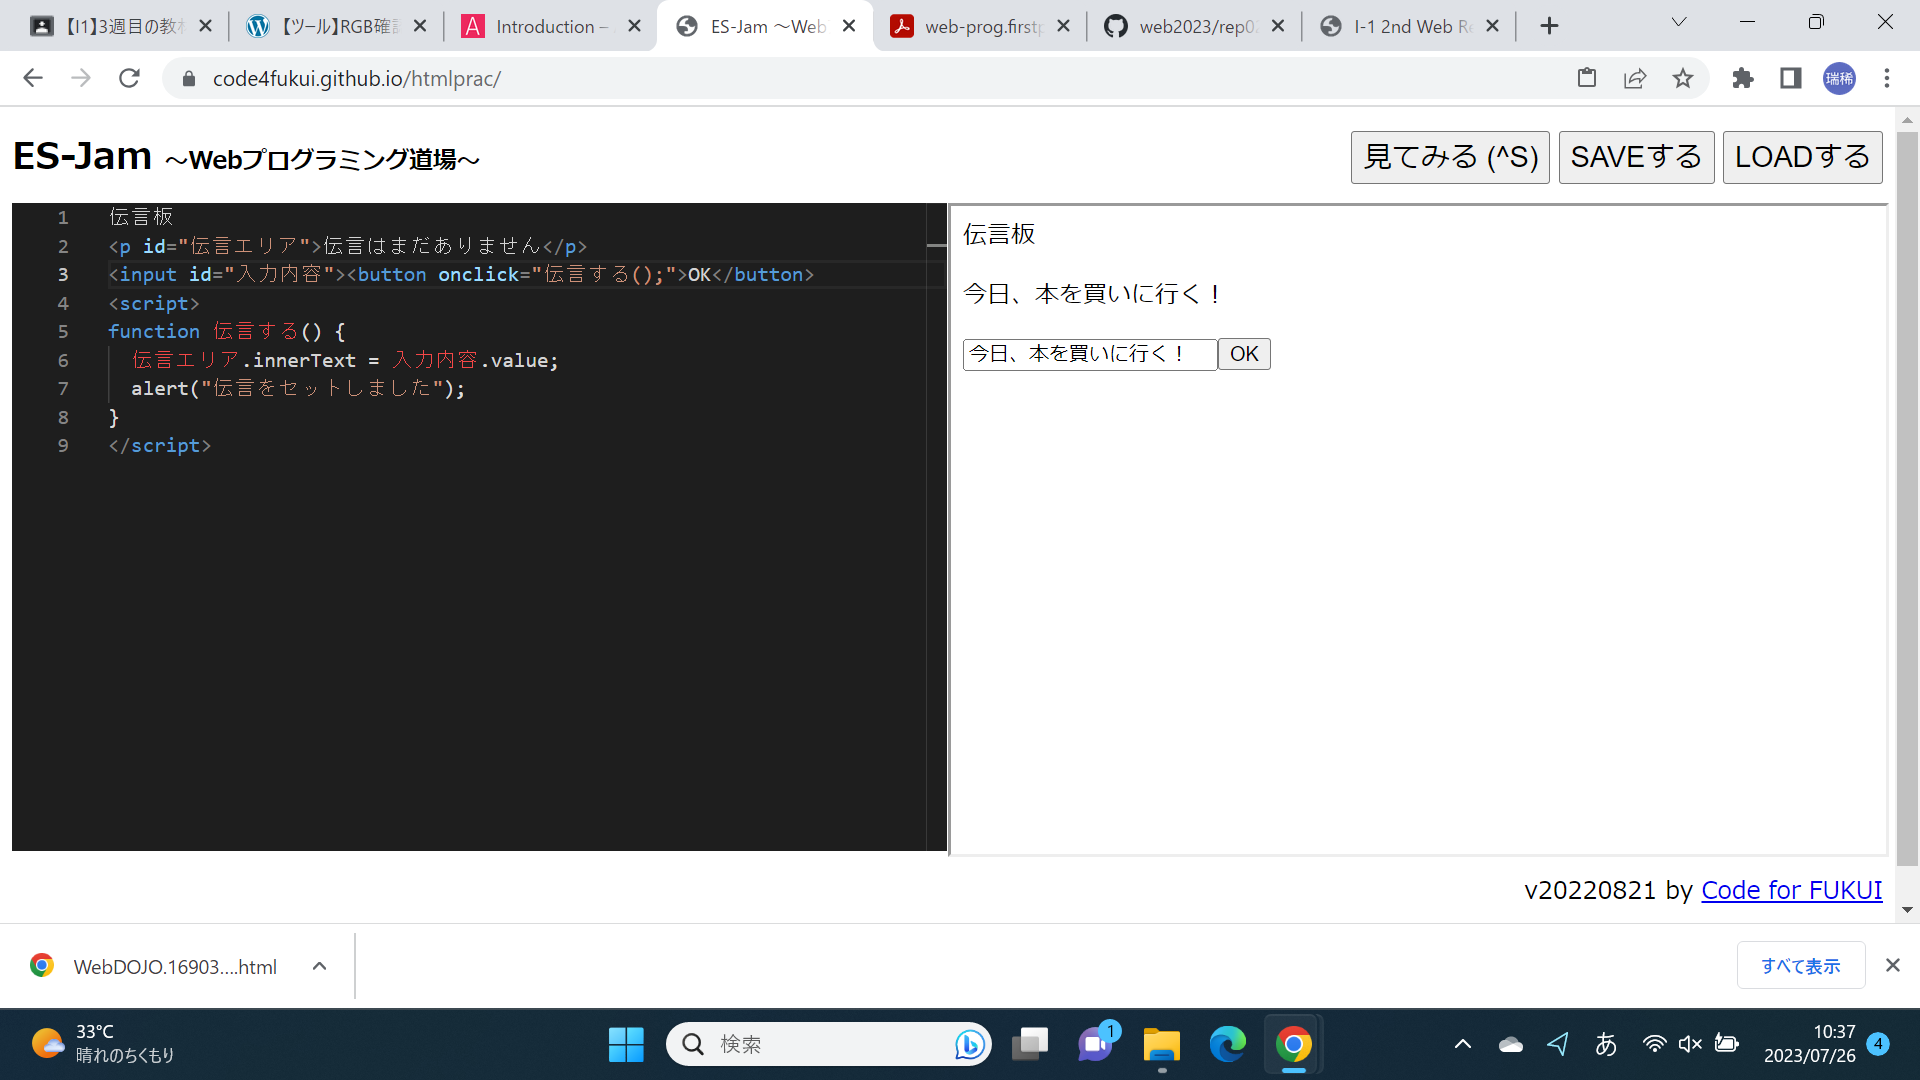 【I1】3週目の教材
【ツール】RGB確認
Introduction –
ES-Jam ～Web
web-prog.firstp
web2023/rep02
I-1 2nd Web Re
code4fukui.github.io/htmlprac/
瑞稀
ES-Jam ～Webプログラミング道場～
見てみる (^S)
SAVEする
LOADする
1 伝言板
2 <p id="伝言エリア">伝言はまだありません</p>
3 <input id="入力内容"><button onclick="伝言する();">OK</button>
4 <script>
5 function 伝言する() {
6 伝言エリア.innerText = 入力内容.value;
7 alert("伝言をセットしました");
8 }
9 </script>
伝言板
今日、本を買いに行く！
今日、本を買いに行く！
OK
v20220821 by Code for FUKUI
WebDOJO.16903....html
すべて表示
33°C
晴れのちくもり
検索
1
あ
10:37
2023/07/26
4